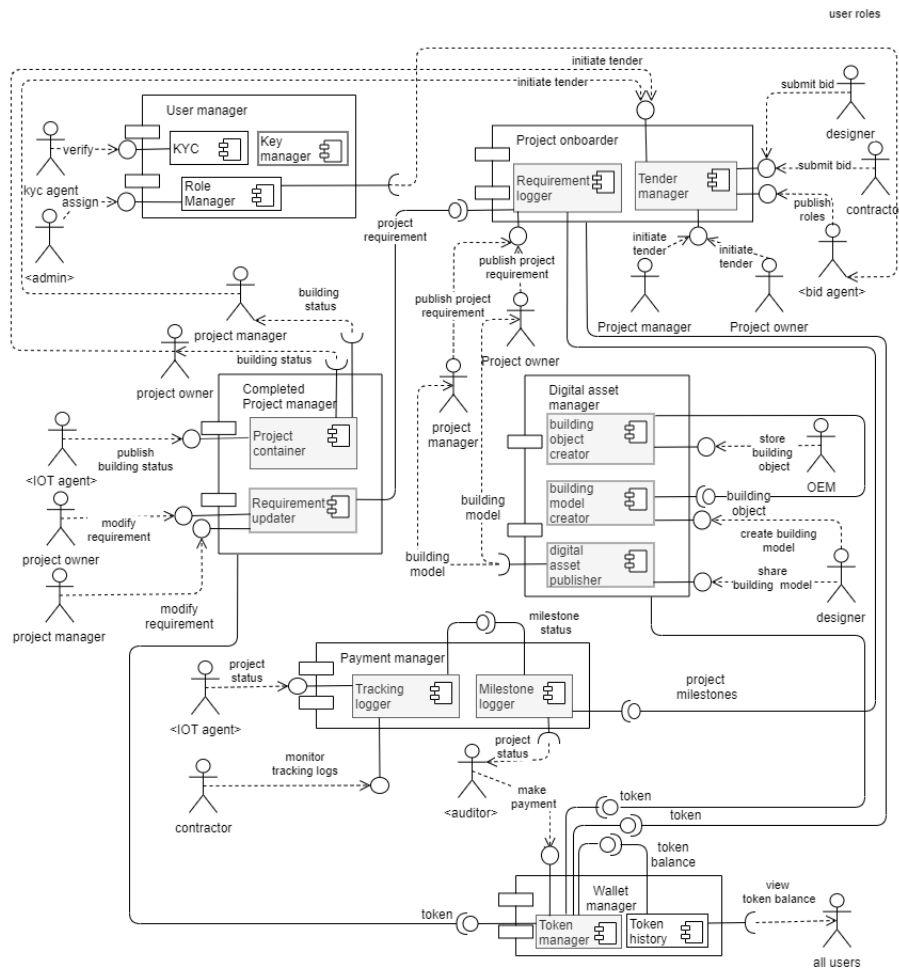 user roles
initiate tender
initiate tender
User manager
KYC
Key
manager
Role
Manager
verify
kyc agent
assign
<admin>
Project onboarder
Requirement
logger
Tender
manager
submit bid
designer
submit bid
contracto
publish
roles
<bid agent>
project
requirement
publish project
requirement
initiate
tender
initiate
tender
Project manager
Project owner
publish project
requirement
Project owner
project
manager
building
status
project manager
building status
project owner
Completed
Project manager
Project
container
Requirement
updater
<IOT agent>
publish
building status
project owner
modify
requirement
project manager
modify
requirement
Digital asset
manager
building
object
creator
building
model
creator
digital
asset
publisher
store
building
object
OEM
building
object
create building
model
share
building model
designer
building
model
building
model
milestone
status
Payment manager
Tracking
logger
Milestone
logger
project
status
<IOT agent>
project
milestones
monitor
tracking logs
contractor
project
status
<auditor>
make
payment
token
token
token
balance
Wallet
manager
Token
manager
Token
history
token
view
token balance
all users